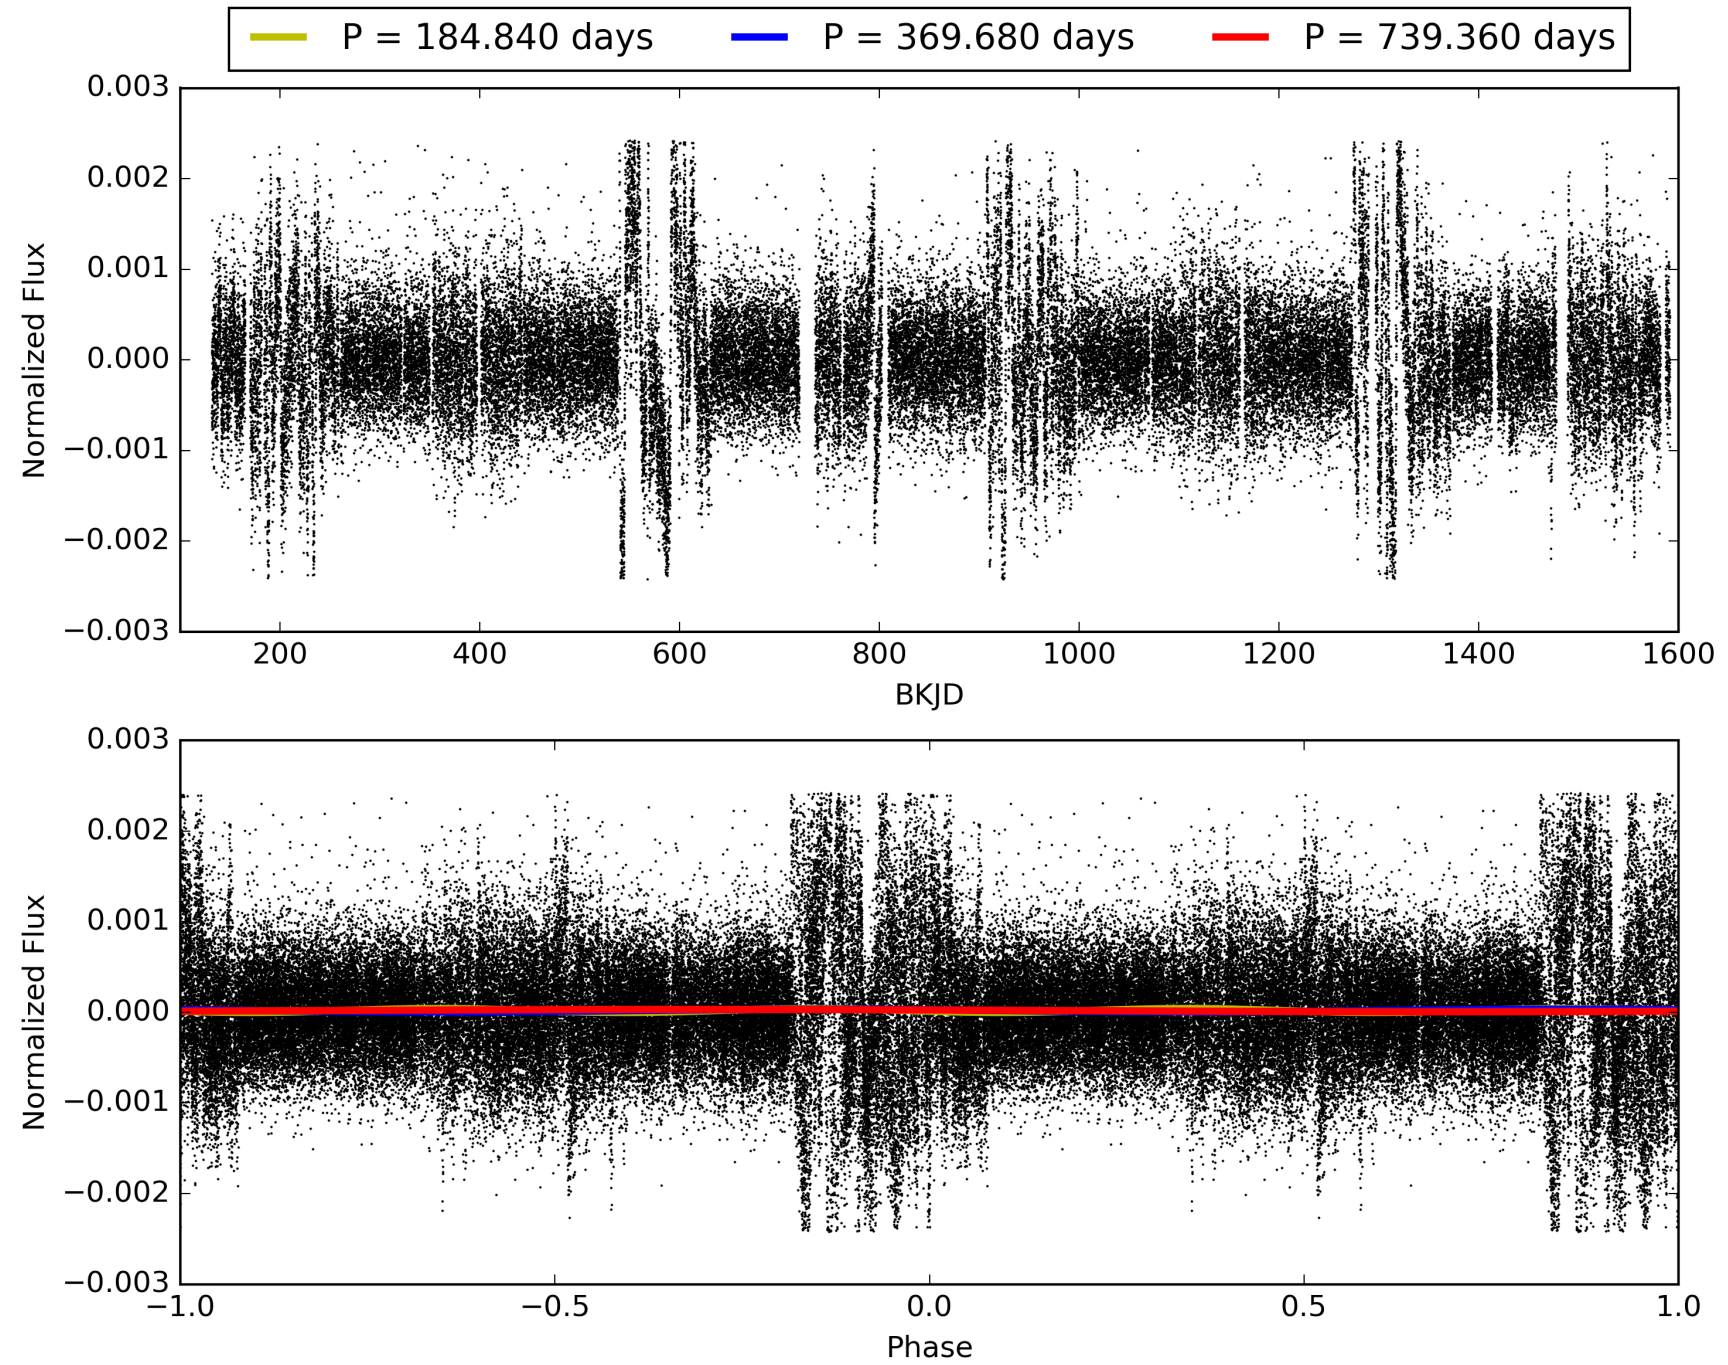 P = 184.840 days P = 369.680 days P = 739.360 days
0.003
0.002
0.001
0.000
−0.001
−0.002
−0.003
Normalized Flux
200 400 600 800 1000 1200 1400 1600
BKJD
0.003
0.002
0.001
0.000
−0.001
−0.002
−0.003
Normalized Flux
−1.0 −0.5 0.0 0.5 1.0
Phase